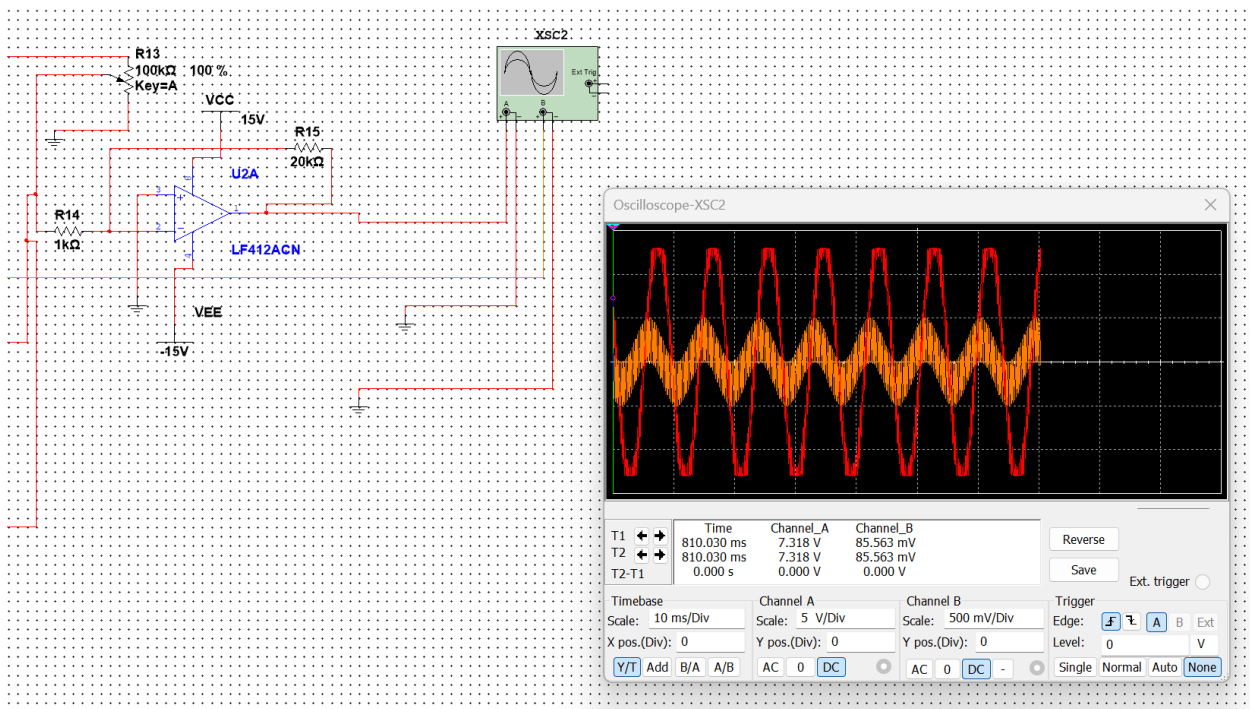 XSC2
Ext Trig
+
-
A
B
+ - + -
R13
100kΩ 100 %
Key=A
VCC
15V
R15
20kΩ
U2A
8
3
1
2
4
R14
1kΩ
LF412ACN
VEE
-15V
Oscilloscope-XSC2
Time Channel_A Channel_B
T1 810.030 ms 7.318 V 85.563 mV
T2 810.030 ms 7.318 V 85.563 mV
T2-T1 0.000 s 0.000 V 0.000 V
Reverse
Save
Ext. trigger
Timebase
Scale: 10 ms/Div
X pos.(Div): 0
Y/T Add B/A A/B
Channel A
Scale: 5 V/Div
Y pos.(Div): 0
AC 0 DC
Channel B
Scale: 500 mV/Div
Y pos.(Div): 0
AC 0 DC -
Trigger
Edge: A B Ext
Level: 0 V
Single Normal Auto None